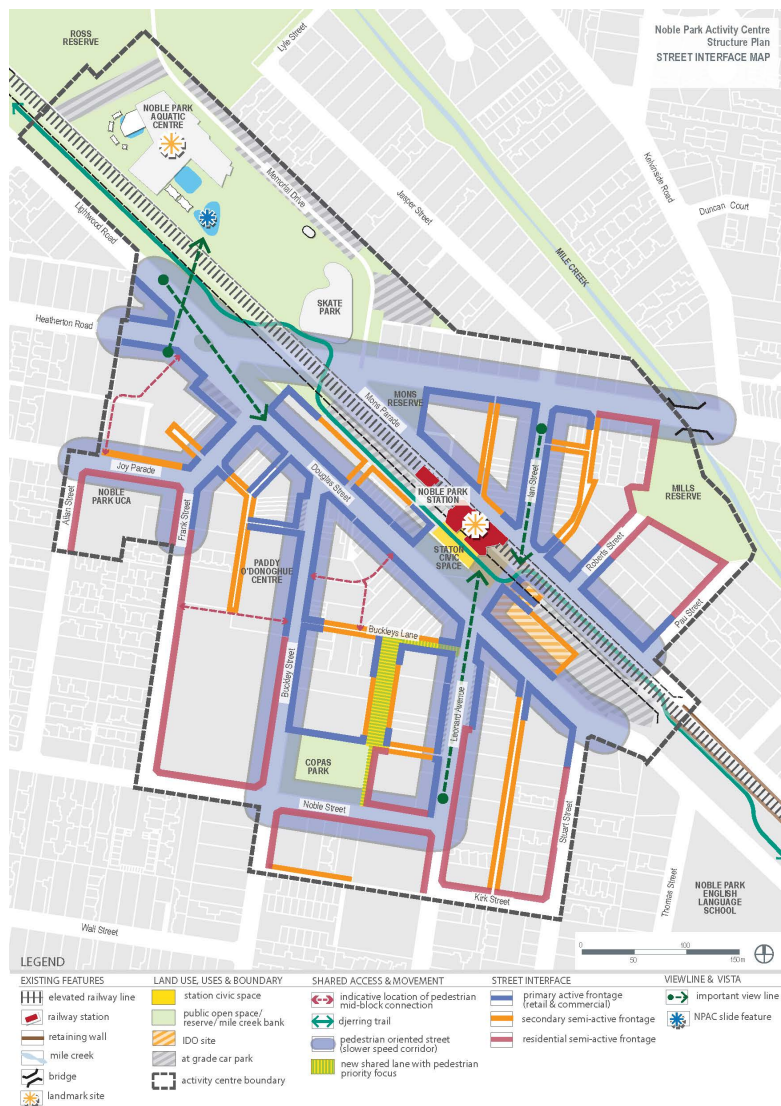 Noble Park Activity Centre
Structure Plan
STREET INTERFACE MAP
ROSS
RESERVE
Lyle Street
NOBLE PARK
AQUATIC
CENTRE
Kelvinside Road
Memorial Drive
Jasper Street
Duncan Court
Lightwood Road
MILE CREEK
SKATE
PARK
Heatherton Road
MONS
RESERVE
Mons Parade
Ian Street
Joy Parade
Douglas Street
NOBLE PARK
STATION
MILLS
RESERVE
Allan Street
NOBLE
PARK UCA
Frank Street
STATON
CIVIC
SPACE
Roberts Street
PADDY
O'DONOGHUE
CENTRE
Pau Street
Buckleys Lane
Buckley Street
Leonard Avenue
COPAS
PARK
Noble Street
Stuart Street
Kirk Street
Thomas Street
NOBLE PARK
ENGLISH
LANGUAGE
SCHOOL
Wall Street
0 100
50 150m
LEGEND
EXISTING FEATURES
elevated railway line
railway station
retaining wall
mile creek
bridge
landmark site
LAND USE, USES & BOUNDARY
station civic space
public open space/
reserve/ mile creek bank
IDO site
at grade car park
activity centre boundary
SHARED ACCESS & MOVEMENT
indicative location of pedestrian
mid-block connection
djerring trail
pedestrian oriented street
(slower speed corridor)
new shared lane with pedestrian
priority focus
STREET INTERFACE
primary active frontage
(retail & commercial)
secondary semi-active frontage
residential semi-active frontage
VIEWLINE & VISTA
important view line
NPAC slide feature